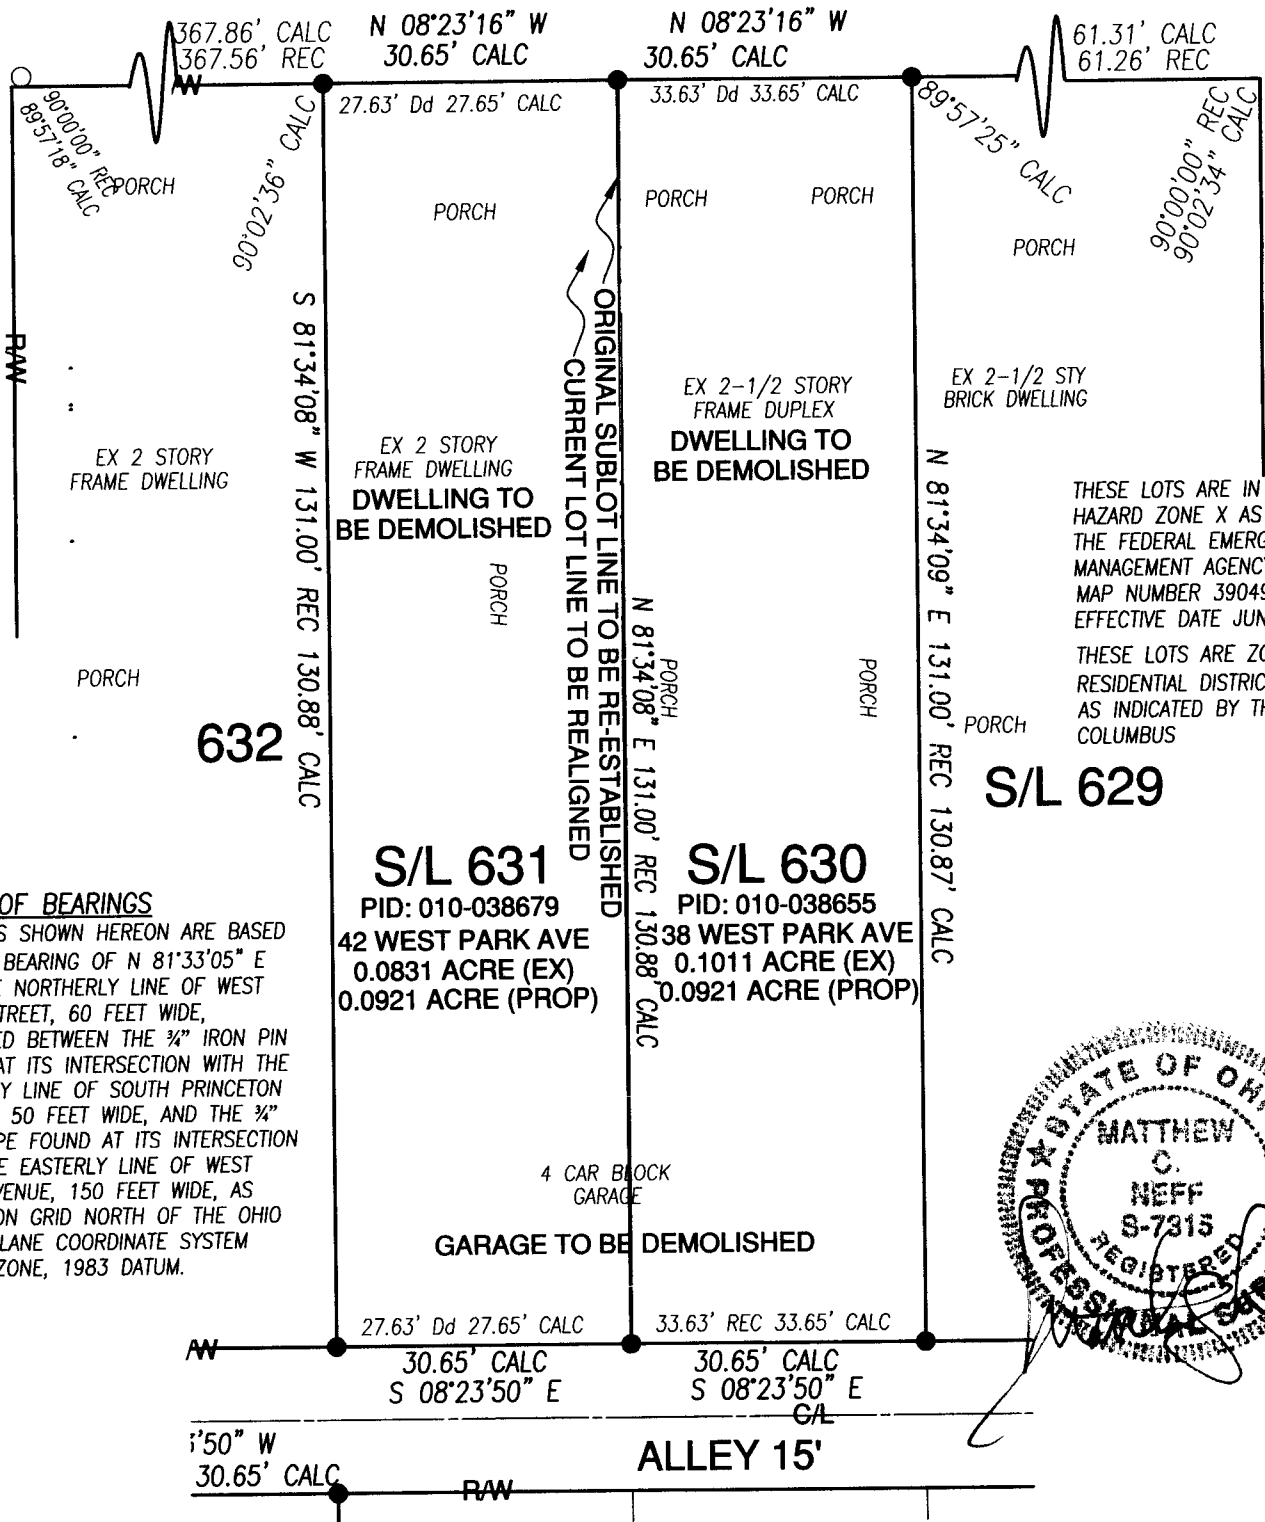 367.86' CALC
367.56' REC
N 08°23'16" W
30.65' CALC
N 08°23'16" W
30.65' CALC
61.31' CALC
61.26' REC
27.63' Dd 27.65' CALC
33.63' Dd 33.65' CALC
90°00'00" REC
89°57'18" CALC
90°02'36" CALC
89°57'25" CALC
90°00'00" REC
90°02'34" CALC
PORCH
PORCH
PORCH
PORCH
PORCH
R/W
S 81°34'08" W 131.00' REC 130.88' CALC
ORIGINAL SUBLOT LINE TO BE RE-ESTABLISHED
CURRENT LOT LINE TO BE REALIGNED
EX 2 STORY
FRAME DWELLING
EX 2 STORY
FRAME DWELLING
DWELLING TO
BE DEMOLISHED
EX 2-1/2 STORY
FRAME DUPLEX
DWELLING TO
BE DEMOLISHED
EX 2-1/2 STY
BRICK DWELLING
N 81°34'09" E 131.00' REC 130.87' CALC
THESE LOTS ARE IN
HAZARD ZONE X AS
THE FEDERAL EMERG
MANAGEMENT AGENCY
MAP NUMBER 39049
EFFECTIVE DATE JUN
THESE LOTS ARE ZO
RESIDENTIAL DISTRIC
AS INDICATED BY TH
COLUMBUS
PORCH
N 81°34'08" E 131.00' REC 130.88' CALC
PORCH
PORCH
PORCH
PORCH
632
S/L 629
S/L 631
PID: 010-038679
42 WEST PARK AVE
0.0831 ACRE (EX)
0.0921 ACRE (PROP)
S/L 630
PID: 010-038655
38 WEST PARK AVE
0.1011 ACRE (EX)
0.0921 ACRE (PROP)
OF BEARINGS
S SHOWN HEREON ARE BASED
BEARING OF N 81°33'05" E
E NORTHERLY LINE OF WEST
TREET, 60 FEET WIDE,
ED BETWEEN THE ¾" IRON PIN
AT ITS INTERSECTION WITH THE
Y LINE OF SOUTH PRINCETON
50 FEET WIDE, AND THE ¾"
PE FOUND AT ITS INTERSECTION
E EASTERLY LINE OF WEST
VENUE, 150 FEET WIDE, AS
ON GRID NORTH OF THE OHIO
LANE COORDINATE SYSTEM
ZONE, 1983 DATUM.
4 CAR BLOCK
GARAGE
GARAGE TO BE DEMOLISHED
STATE OF OHI
MATTHEW
C.
NEFF
S-7315
REGISTERED
PROFESSIONAL SUR
27.63' Dd 27.65' CALC
33.63' REC 33.65' CALC
30.65' CALC
S 08°23'50" E
30.65' CALC
S 08°23'50" E
C/L
'50" W
30.65' CALC
ALLEY 15'
R/W